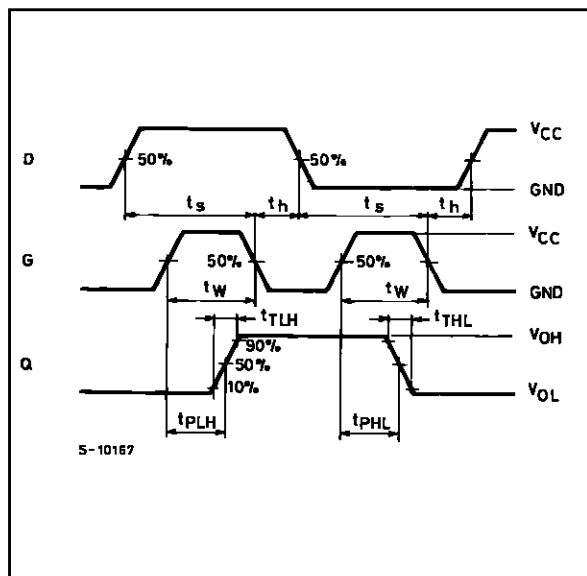 VCC
D 50% 50%
GND
ts th ts th
VCC
G 50% 50%
tW tW GND
tTLH tTHL
VOH
90%
Q 50%
10% VOL
tPLH tPHL
S-10167